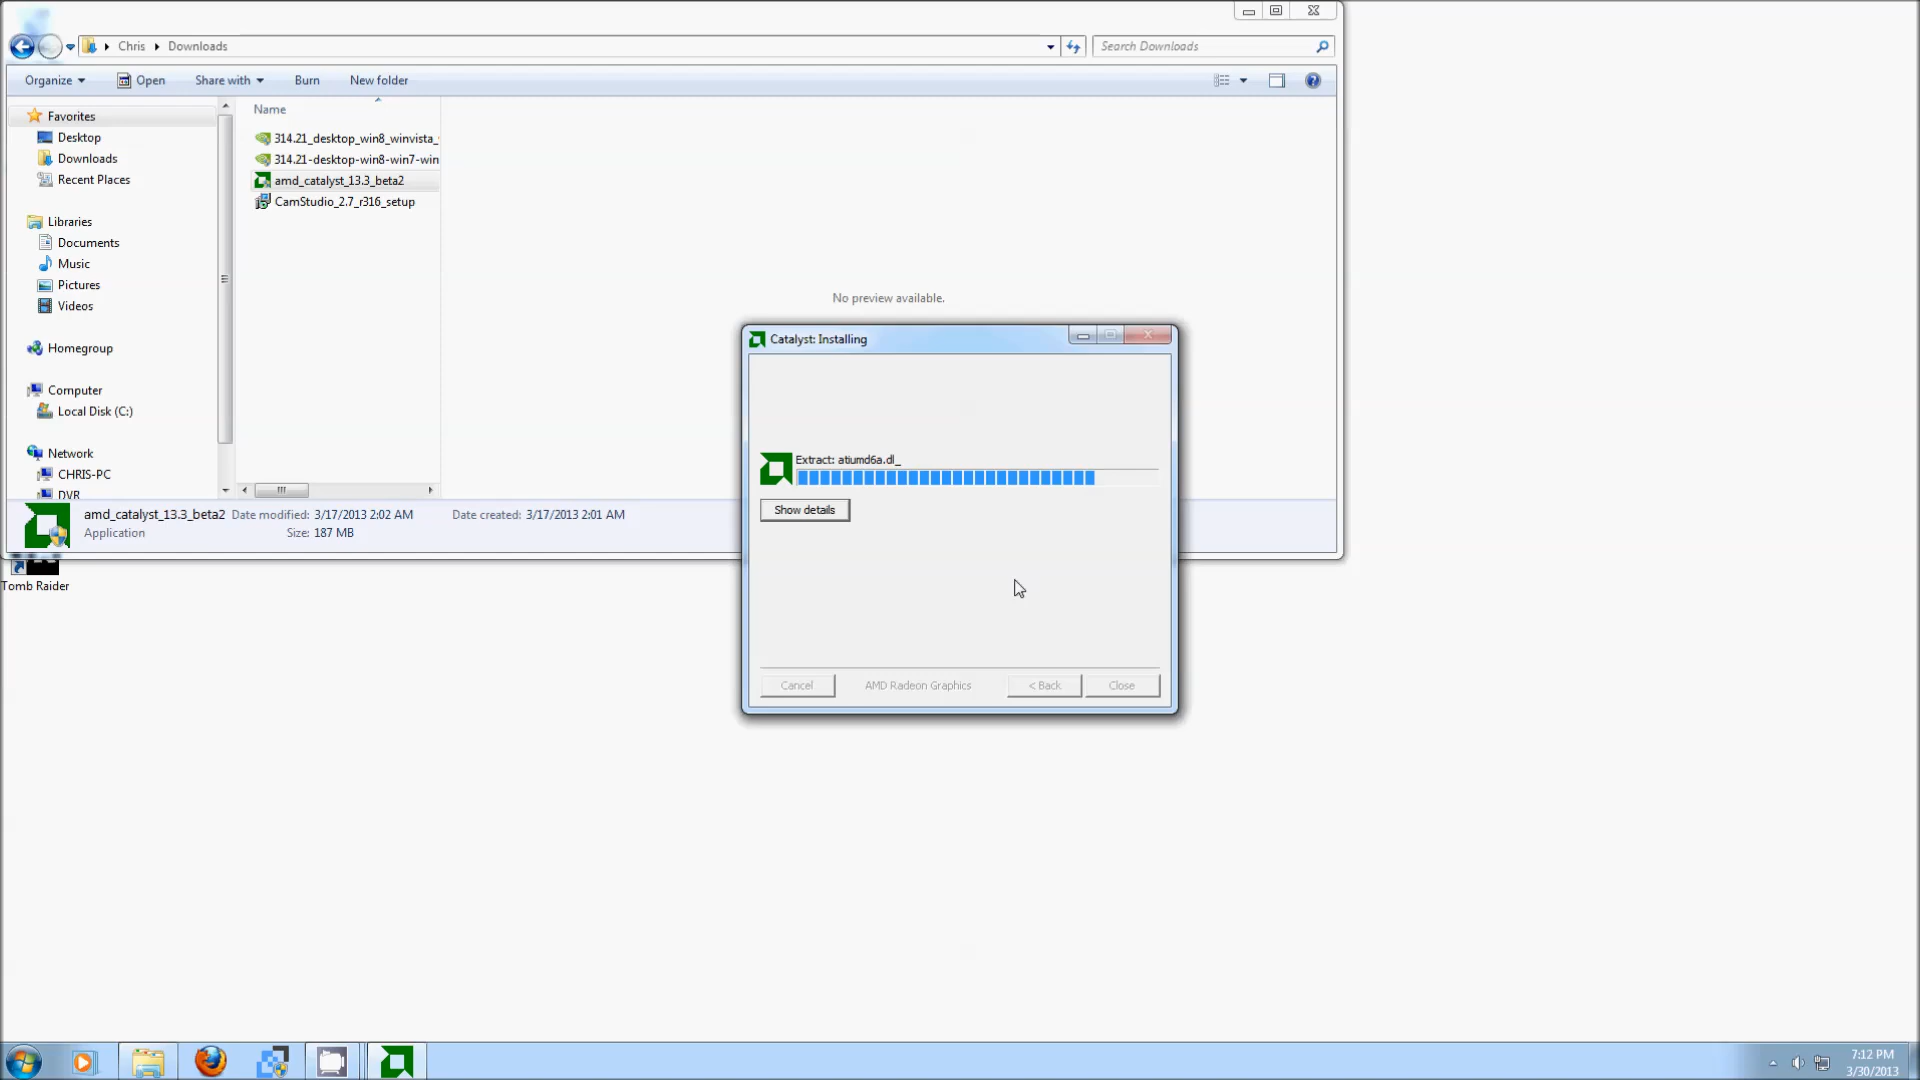 Chris Downloads
Search Downloads
Organize Open Share with Burn New folder
Favorites
Desktop
Downloads
Recent Places
Libraries
Documents
Music
Pictures
Videos
Homegroup
Computer
Local Disk (C:)
Network
CHRIS-PC
DVR
Name
314.21_desktop_win8_winvista_
314.21-desktop-win8-win7-win
amd_catalyst_13.3_beta2
CamStudio_2.7_r316_setup
No preview available.
Catalyst: Installing
Extract: atiumd6a.dl_
Show details
Cancel AMD Radeon Graphics < Back Close
amd_catalyst_13.3_beta2 Date modified: 3/17/2013 2:02 AM Date created: 3/17/2013 2:01 AM
Application Size: 187 MB
Tomb Raider
7:12 PM
3/30/2013